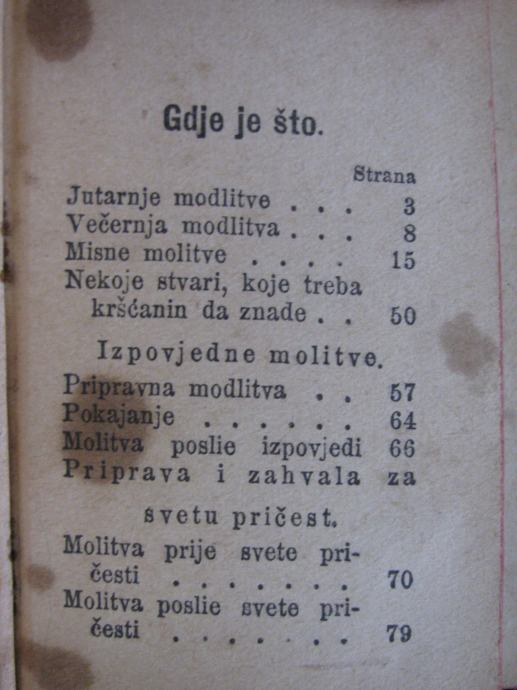 Gdje je što.
Strana
Jutarnje modlitve . . . 3
Večernja modlitva . . . 8
Misne molitve . . . . 15
Nekoje stvari, koje treba
kršćanin da znade . . 50
Izpovjedne molitve.
Pripravna modlitva . . 57
Pokajanje . . . . . . 64
Molitva poslie izpovjedi 66
Priprava i zahvala za
svetu pričest.
Molitva prije svete pri-
česti . . . . . . . 70
Molitva poslie svete pri-
česti . . . . . . 79